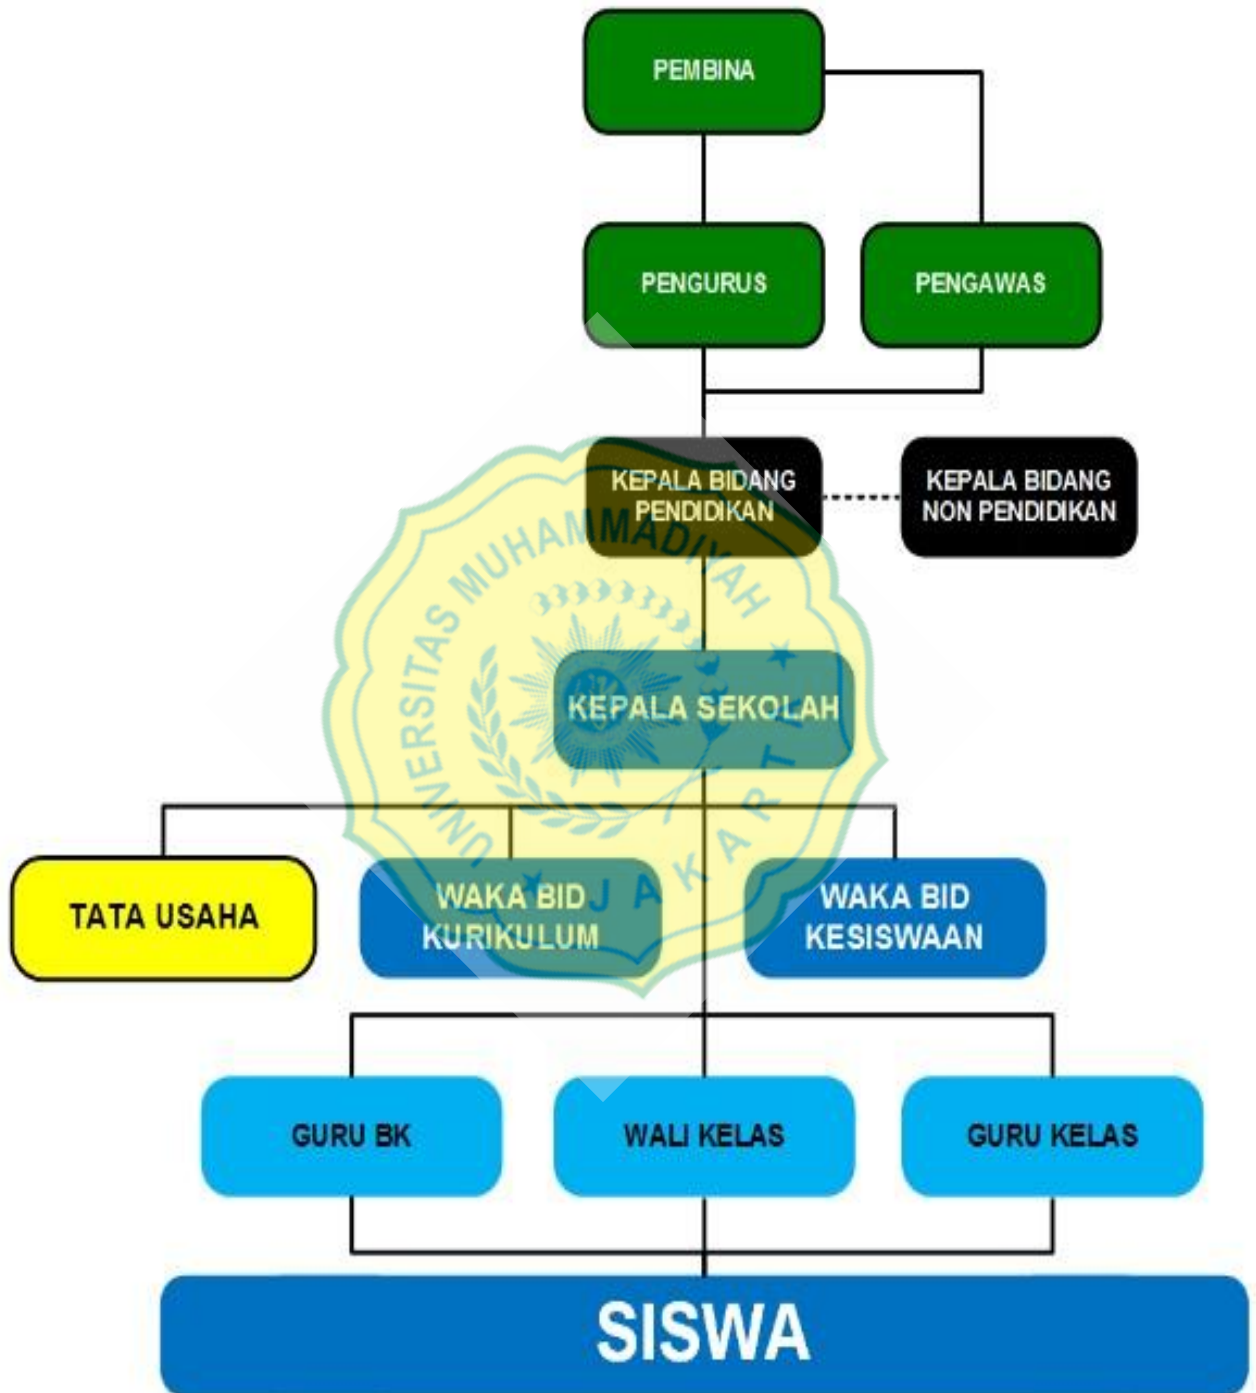 PEMBINA
PENGURUS
PENGAWAS
KEPALA BIDANG
PENDIDIKAN
KEPALA BIDANG
NON PENDIDIKAN
UNIVERSITAS MUHAMMADIYAH
JAKARTA
KEPALA SEKOLAH
TATA USAHA
WAKA BID
KURIKULUM
WAKA BID
KESISWAAN
GURU BK
WALI KELAS
GURU KELAS
SISWA